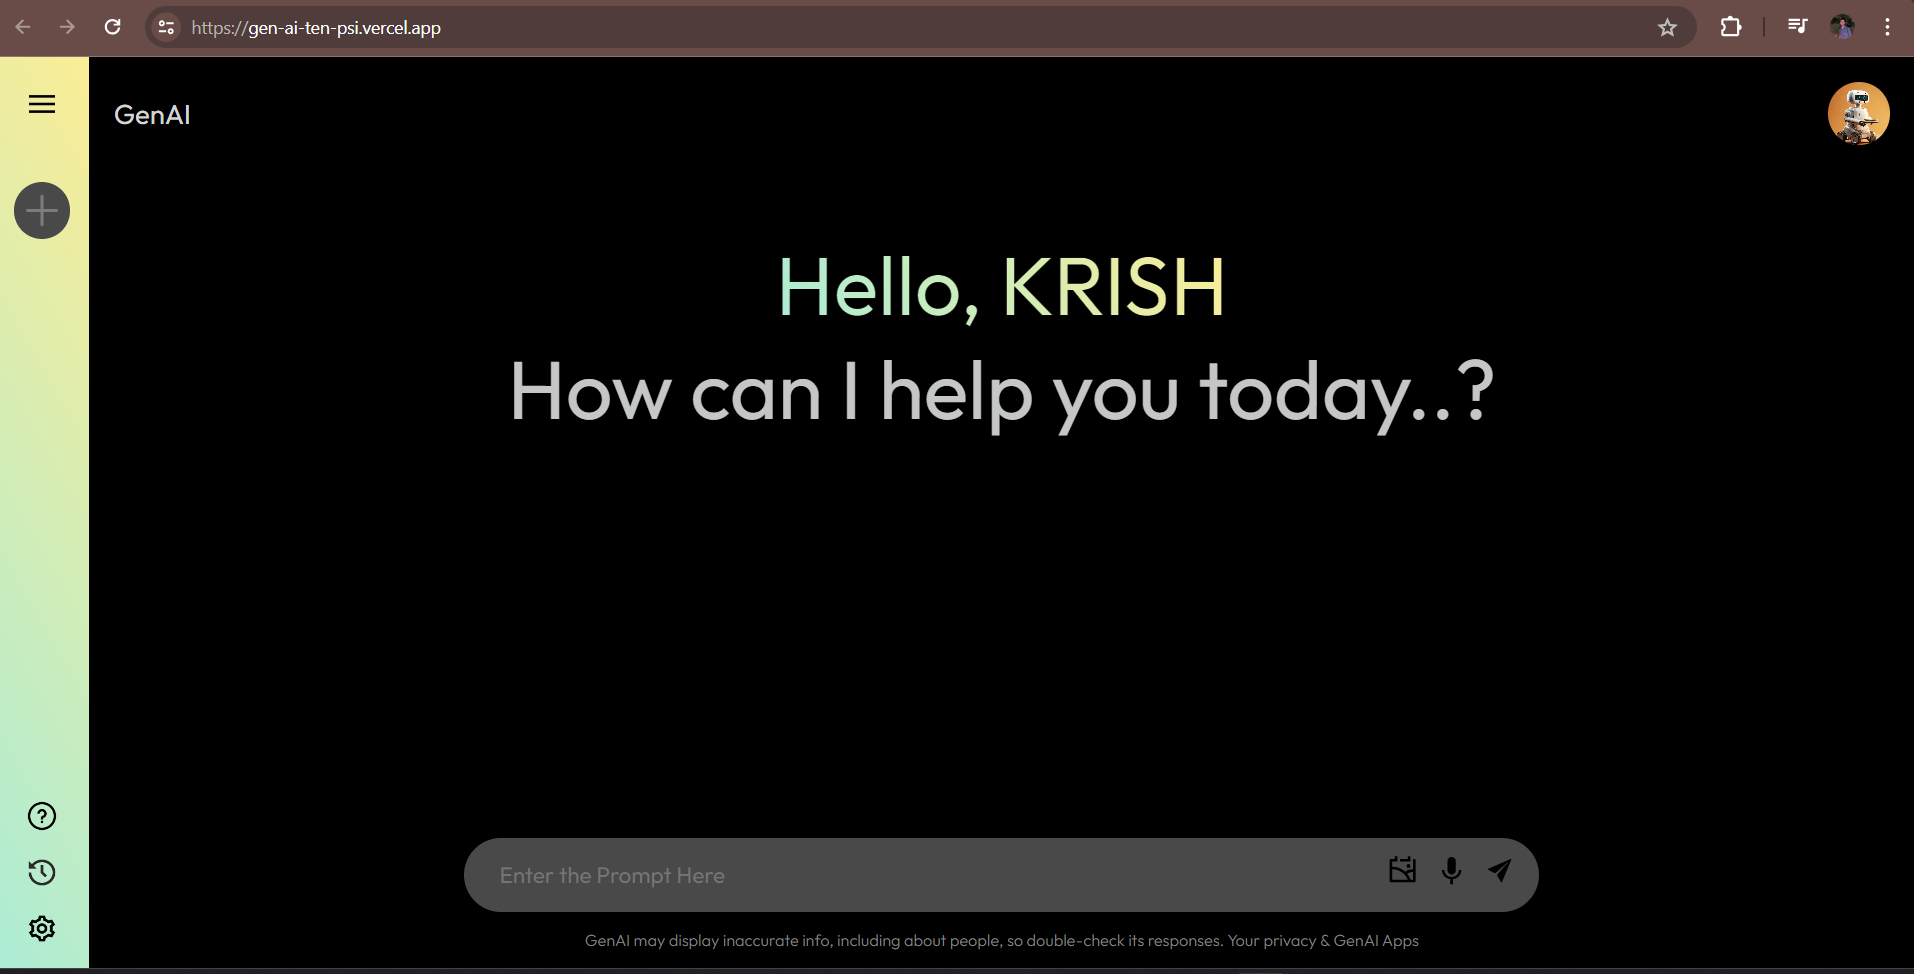 https://gen-ai-ten-psi.vercel.app
GenAI
Hello, KRISH
How can I help you today..?
Enter the Prompt Here
GenAI may display inaccurate info, including about people, so double-check its responses. Your privacy & GenAI Apps